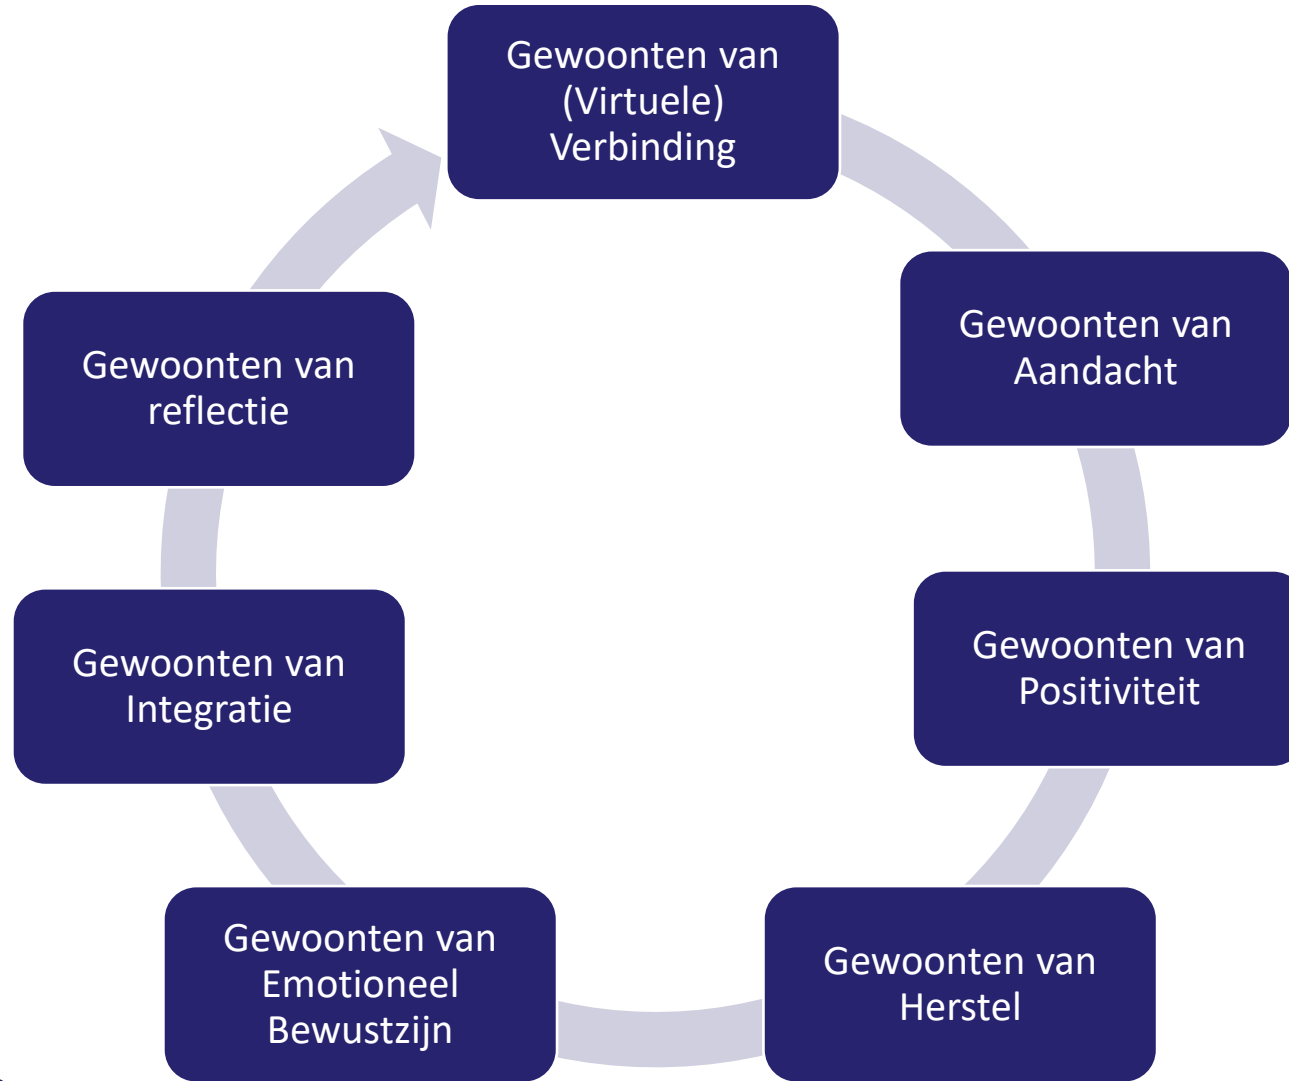 Gewoonten van
(Virtuele)
Verbinding
Gewoonten van
Aandacht
Gewoonten van
Positiviteit
Gewoonten van
Herstel
Gewoonten van
Emotioneel
Bewustzijn
Gewoonten van
Integratie
Gewoonten van
reflectie